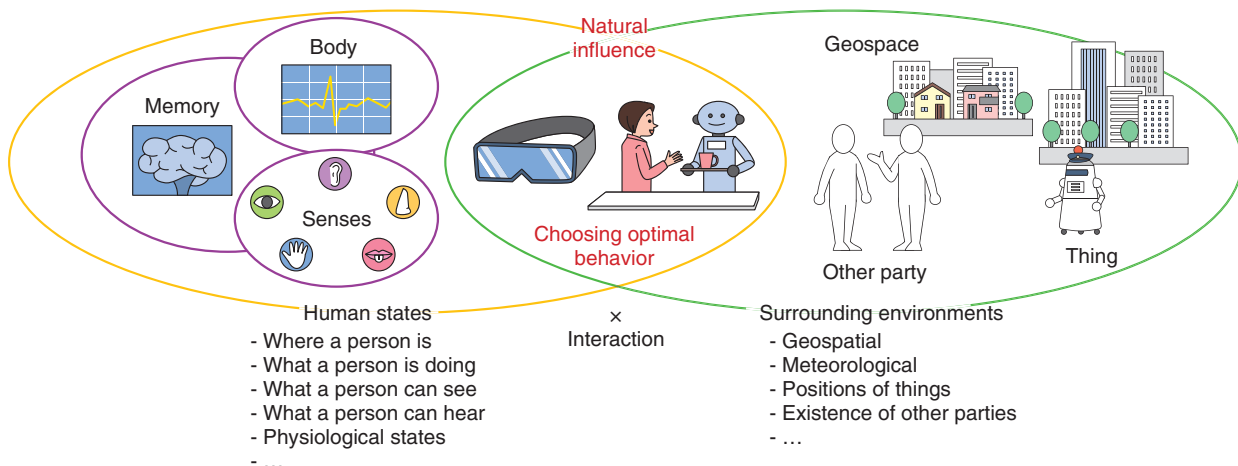 Natural
influence
Body
Memory
Senses
Choosing optimal
behavior
Geospace
Other party
Thing
Human states
- Where a person is
- What a person is doing
- What a person can see
- What a person can hear
- Physiological states
- …
×
Interaction
Surrounding environments
- Geospatial
- Meteorological
- Positions of things
- Existence of other parties
- …